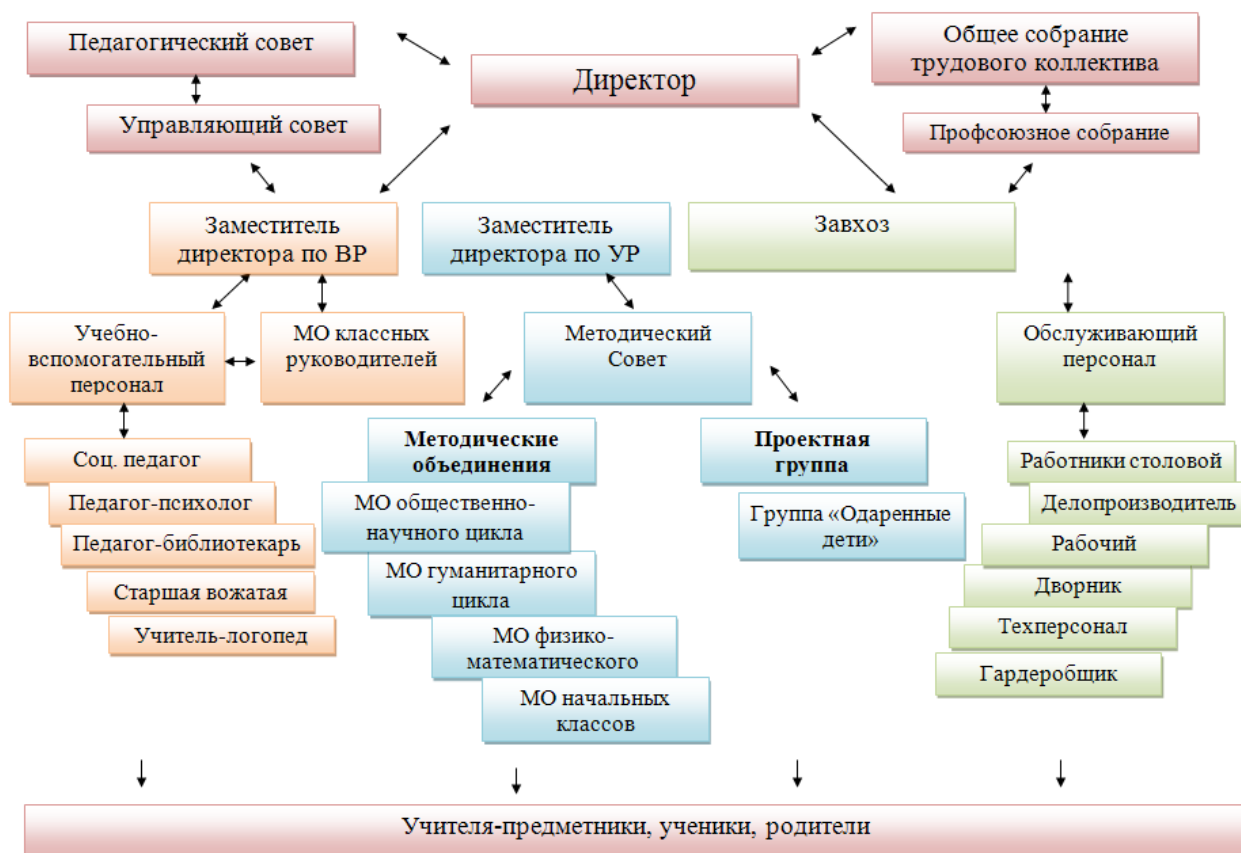 Педагогический совет
Директор
Общее собрание
трудового коллектива
Управляющий совет
Профсоюзное собрание
Заместитель
директора по ВР
Заместитель
директора по УР
Завхоз
Учебно-
вспомогательный
персонал
МО классных
руководителей
Методический
Совет
Обслуживающий
персонал
Соц. педагог
Педагог-психолог
Педагог-библиотекарь
Старшая вожатая
Учитель-логопед
Методические
объединения
МО общественно-
научного цикла
МО гуманитарного
цикла
МО физико-
математического
МО начальных
классов
Проектная
группа
Группа «Одаренные
дети»
Работники столовой
Делопроизводитель
Рабочий
Дворник
Техперсонал
Гардеробщик
Учителя-предметники, ученики, родители